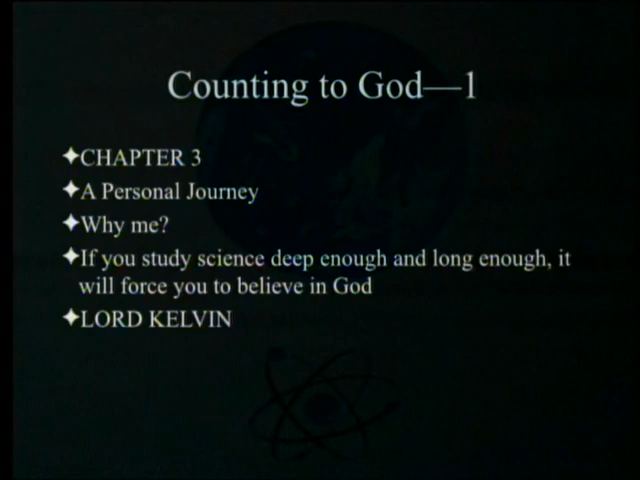 Counting to God—1
✦CHAPTER 3
✦A Personal Journey
✦Why me?
✦If you study science deep enough and long enough, it
will force you to believe in God
✦LORD KELVIN